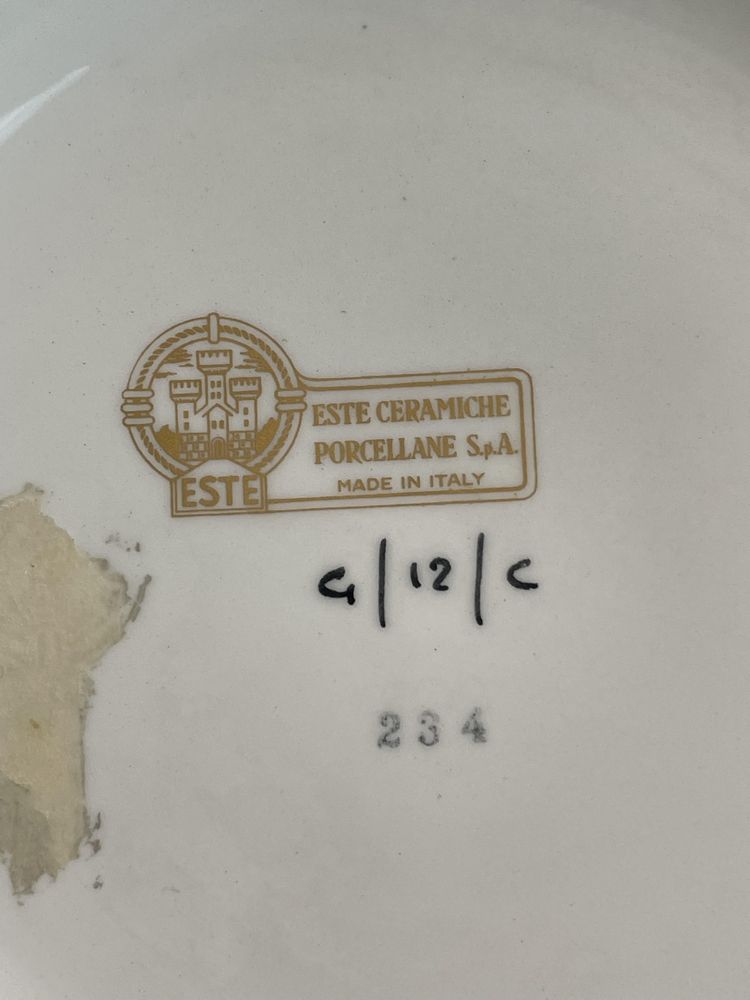 ESTE CERAMICHE
PORCELLANE S.p.A.
MADE IN ITALY
ESTE
G/12/C
234